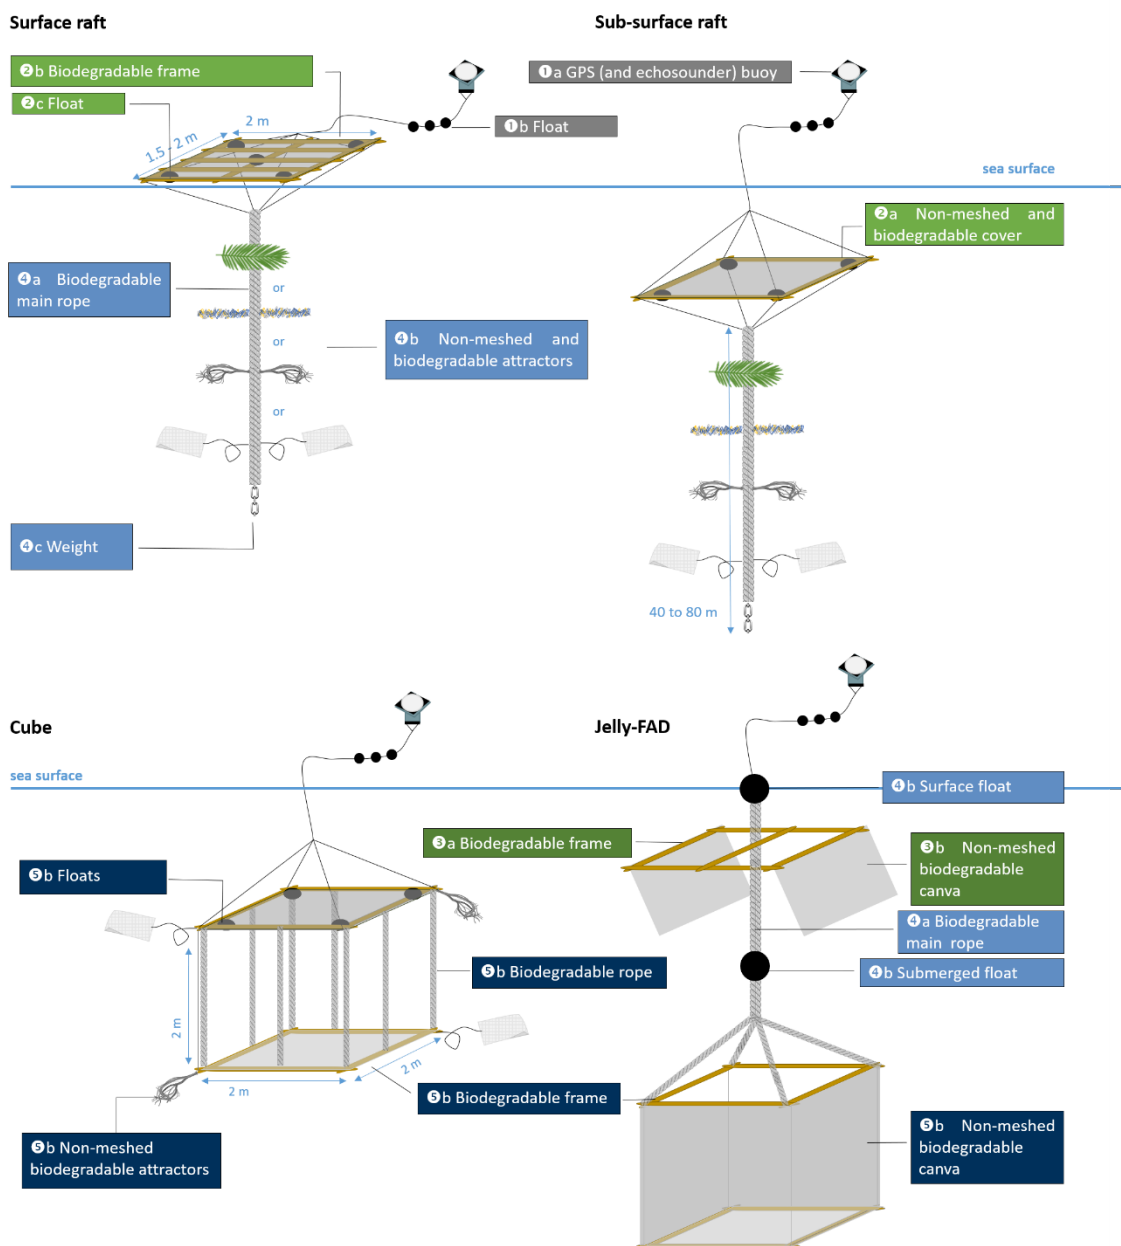 Surface raft
Sub-surface raft
❷b Biodegradable frame
❶a GPS (and echosounder) buoy
❷c Float
2 m
❶b Float
1.5 - 2 m
sea surface
❷a Non-meshed and
biodegradable cover
❹a Biodegradable
main rope
or
❹b Non-meshed and
biodegradable attractors
or
or
❹c Weight
40 to 80 m
Cube
Jelly-FAD
sea surface
❹b Surface float
❸a Biodegradable frame
❸b Non-meshed
biodegradable
canva
❺b Floats
❹a Biodegradable
main rope
❺b Biodegradable rope
❹b Submerged float
2 m
2 m
2 m
❺b Biodegradable frame
❺b Non-meshed
biodegradable attractors
❺b Non-meshed
biodegradable
canva